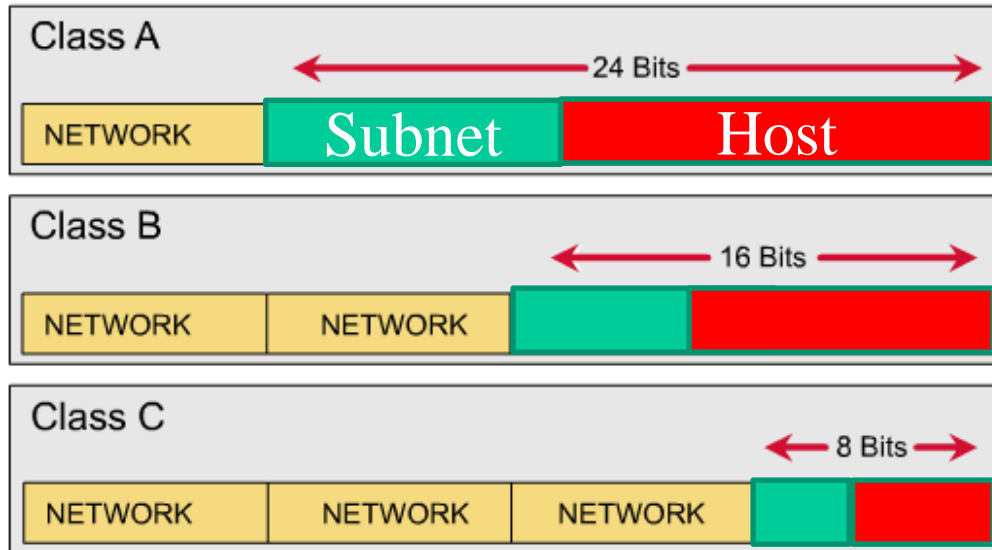 Class A
24 Bits
NETWORK Subnet Host
Class B
16 Bits
NETWORK NETWORK
Class C
8 Bits
NETWORK NETWORK NETWORK